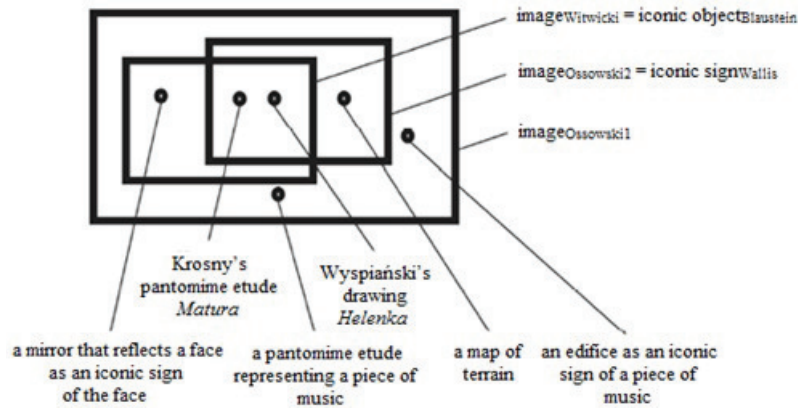 imageWitwicki = iconic objectBlaustein
imageOssowski2 = iconic signWallis
imageOssowski1
Krosny's
pantomime etude
Matura
Wyspiański's
drawing
Helenka
a mirror that reflects a face
as an iconic sign
of the face
a pantomime etude
representing a piece of
music
a map of
terrain
an edifice as an iconic
sign of a piece of
music